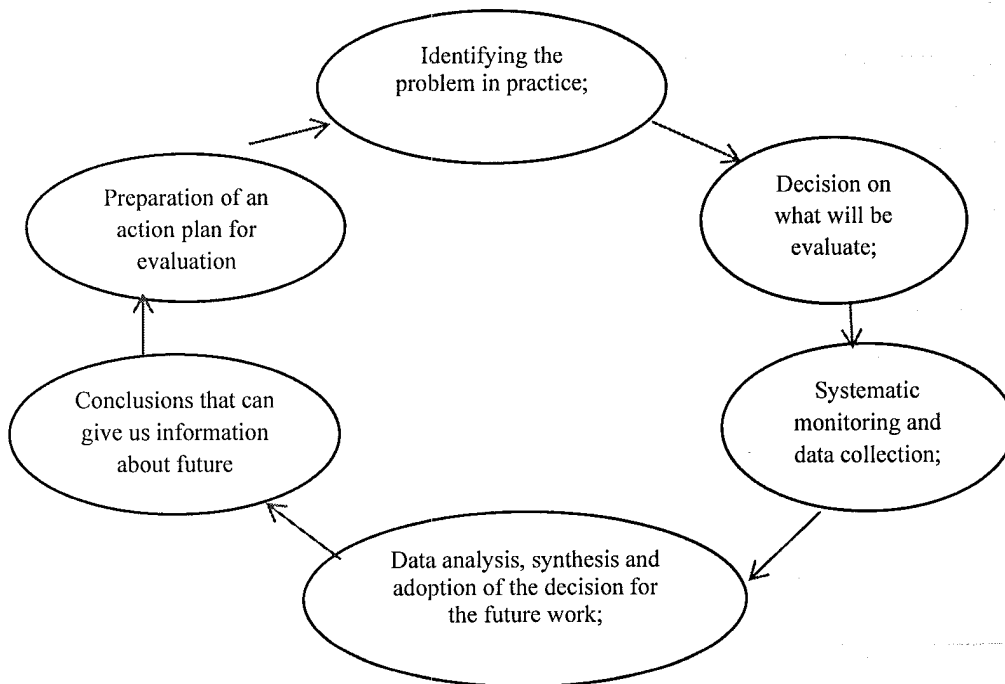 Identifying the
problem in practice;
Decision on
what will be
evaluate;
Systematic
monitoring and
data collection;
Data analysis, synthesis and
adoption of the decision for
the future work;
Conclusions that can
give us information
about future
Preparation of an
action plan for
evaluation